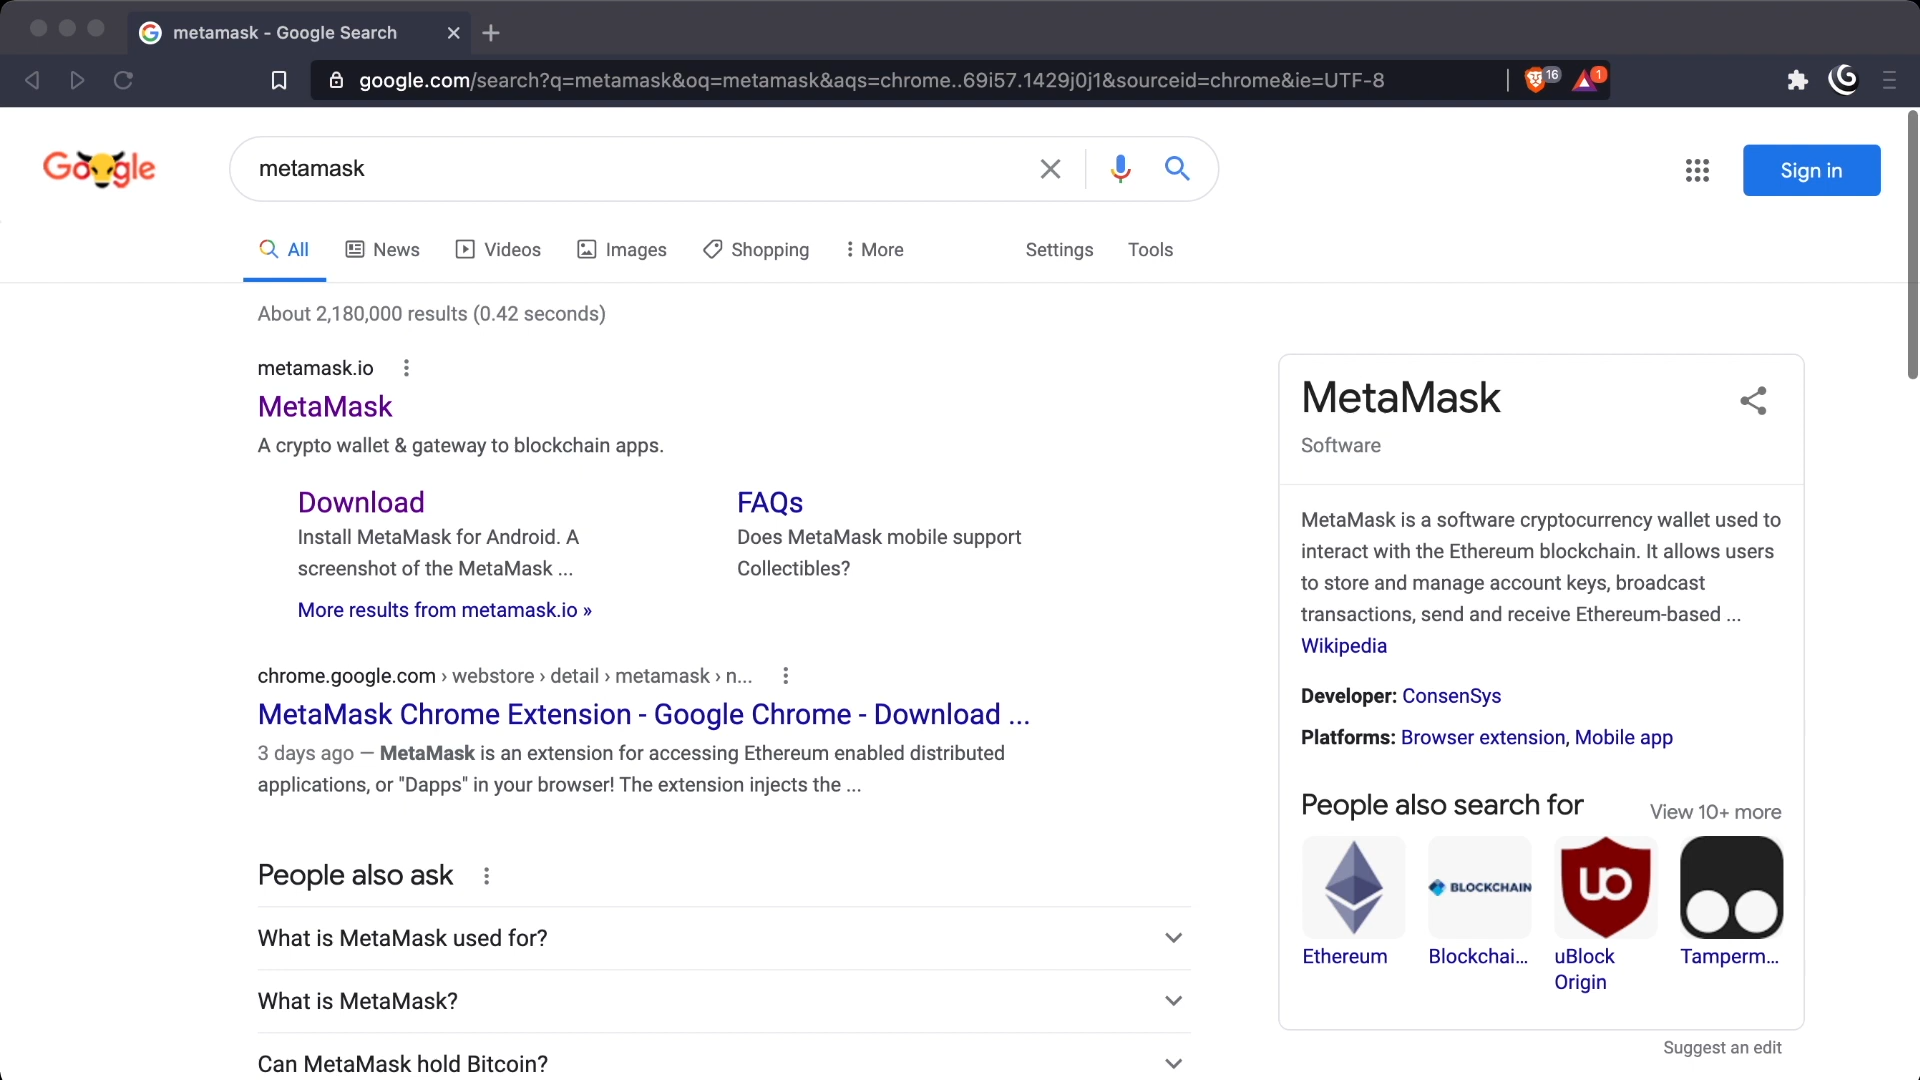 metamask - Google Search
google.com/search?q=metamask&oq=metamask&aqs=chrome..69i57.1429j0j1&sourceid=chrome&ie=UTF-8
16
1
Google
metamask
Sign in
All
News
Videos
Images
Shopping
More
Settings
Tools
About 2,180,000 results (0.42 seconds)
metamask.io
MetaMask
A crypto wallet & gateway to blockchain apps.
Download
Install MetaMask for Android. A
screenshot of the MetaMask ...
FAQs
Does MetaMask mobile support
Collectibles?
More results from metamask.io »
chrome.google.com › webstore › detail › metamask › n...
MetaMask Chrome Extension - Google Chrome - Download ...
3 days ago — MetaMask is an extension for accessing Ethereum enabled distributed
applications, or "Dapps" in your browser! The extension injects the ...
People also ask
What is MetaMask used for?
What is MetaMask?
Can MetaMask hold Bitcoin?
MetaMask
Software
MetaMask is a software cryptocurrency wallet used to
interact with the Ethereum blockchain. It allows users
to store and manage account keys, broadcast
transactions, send and receive Ethereum-based ...
Wikipedia
Developer: ConsenSys
Platforms: Browser extension, Mobile app
People also search for
View 10+ more
BLOCKCHAIN
UO
Ethereum
Blockchai...
uBlock
Origin
Tamperm...
Suggest an edit